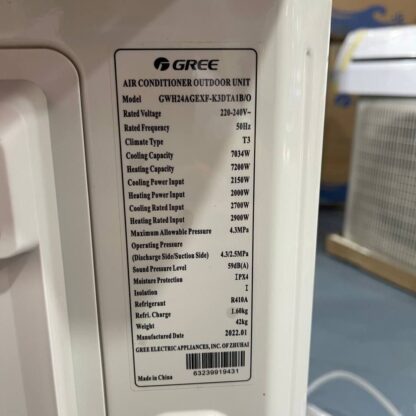 GREE
AIR CONDITIONER OUTDOOR UNIT
Model GWH24AGEXF-K3DTA1B/O
Rated Voltage 220-240V~
Rated Frequency 50Hz
Climate Type T3
Cooling Capacity 7034W
Heating Capacity 7200W
Cooling Power Input 2150W
Heating Power Input 2000W
Cooling Rated Input 2700W
Heating Rated Input 2900W
Maximum Allowable Pressure 4.3MPa
Operating Pressure
(Discharge Side/Suction Side) 4.3/2.5MPa
Sound Pressure Level 59dB(A)
Moisture Protection IPX4
Isolation I
Refrigerant R410A
Refri. Charge 1.60kg
Weight 42kg
Manufactured Date 2022.01
GREE ELECTRIC APPLIANCES, INC. OF ZHUHAI
Made in China
63239919431